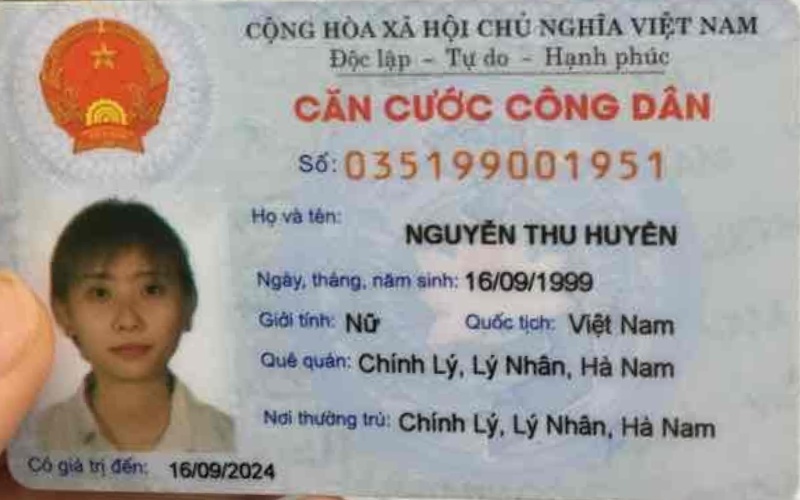 CỘNG HÒA XÃ HỘI CHỦ NGHĨA VIỆT NAM
Độc lập - Tự do - Hạnh phúc
CĂN CƯỚC CÔNG DÂN
Số: 035199001951
Họ và tên:
NGUYỄN THU HUYỀN
Ngày, tháng, năm sinh: 16/09/1999
Giới tính: Nữ Quốc tịch: Việt Nam
Quê quán: Chính Lý, Lý Nhân, Hà Nam
Nơi thường trú: Chính Lý, Lý Nhân, Hà Nam
Có giá trị đến: 16/09/2024